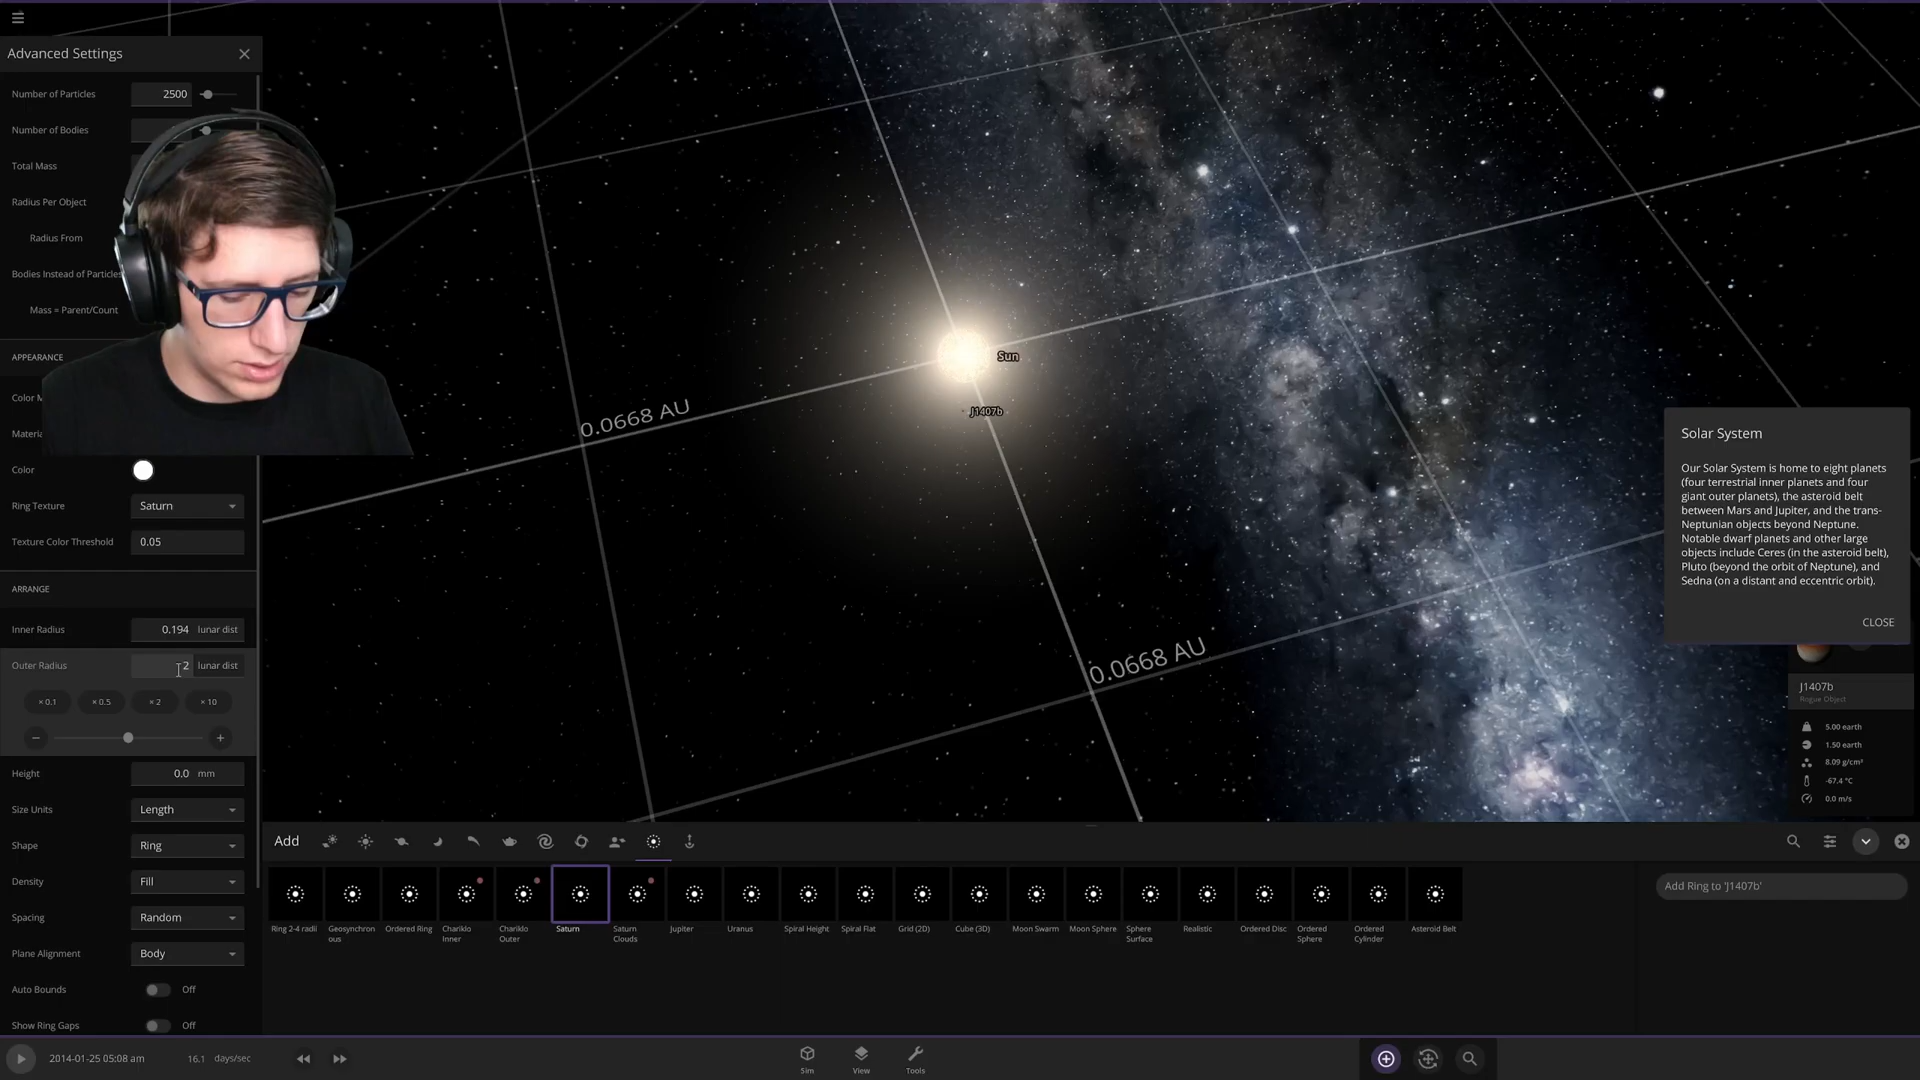 Advanced Settings
Number of Particles
2500
Number of Bodies
Total Mass
Radius Per Object
Radius From
Bodies Instead of Particles
Mass = Parent/Count
APPEARANCE
Color
Ring Texture
Saturn
Texture Color Threshold
0.05
ARRANGE
Inner Radius
0.194 lunar dist
Outer Radius
2 lunar dist
× 0.1
× 0.5
× 2
× 10
Height
0.0 mm
Size Units
Length
Shape
Ring
Density
Fill
Spacing
Random
Plane Alignment
Body
Auto Bounds
Off
Show Ring Gaps
Off
Sun
J1407b
0.0668 AU
0.0668 AU
Solar System
Our Solar System is home to eight planets
(four terrestrial inner planets and four
giant outer planets), the asteroid belt
between Mars and Jupiter, and the trans-
Neptunian objects beyond Neptune.
Notable dwarf planets and other large
objects include Ceres (in the asteroid belt),
Pluto (beyond the orbit of Neptune), and
Sedna (on a distant and eccentric orbit).
CLOSE
J1407b
Rogue Object
5.00 earth
1.50 earth
8.09 g/cm³
-67.4 °C
0.0 m/s
Add
Ring 2-4 radii
Geosynchron
ous
Ordered Ring
Chariklo
Inner
Chariklo
Outer
Saturn
Saturn
Clouds
Jupiter
Uranus
Spiral Height
Spiral Flat
Grid (2D)
Cube (3D)
Moon Swarm
Moon Sphere
Sphere
Surface
Realistic
Ordered Disc
Ordered
Sphere
Ordered
Cylinder
Asteroid Belt
Add Ring to 'J1407b'
2014-01-25 05:08 am
16.1 days/sec
Sim
View
Tools